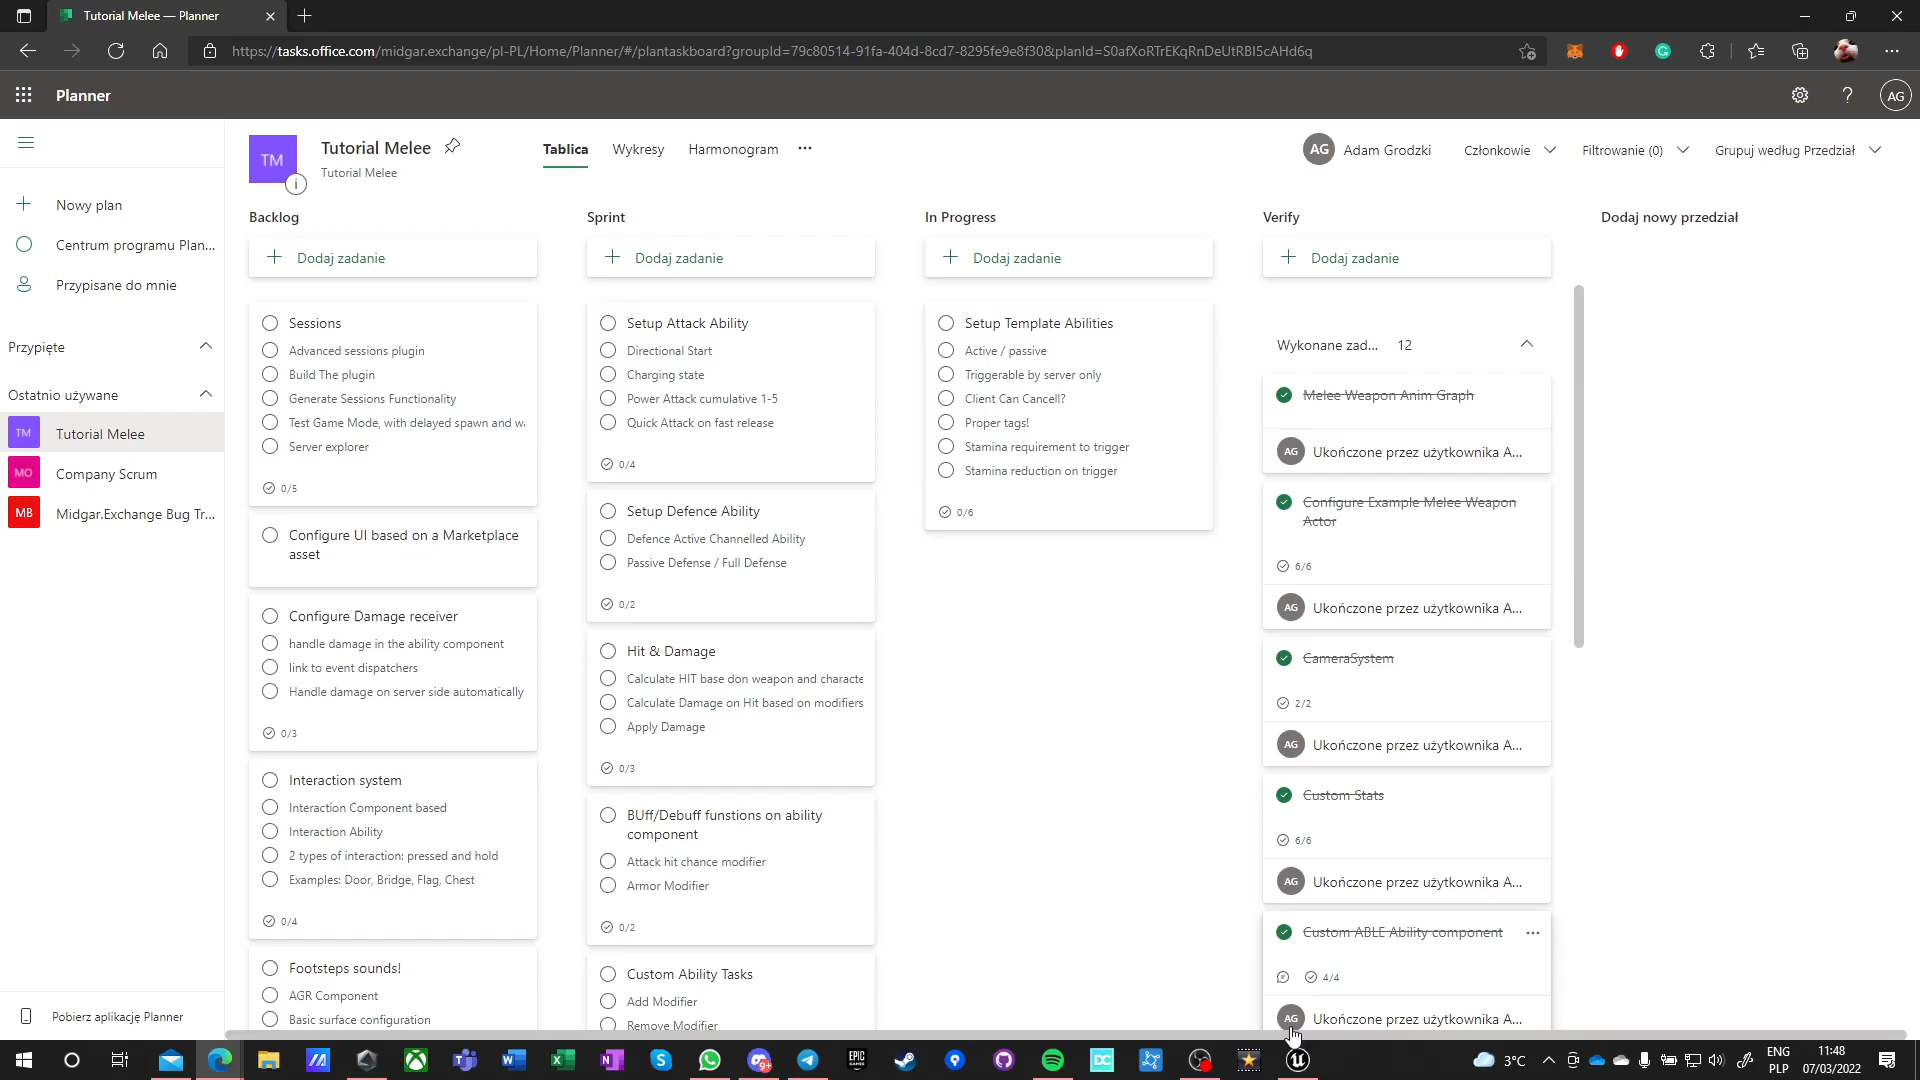 Tutorial Melee — Planner
https://tasks.office.com/midgar.exchange/pl-PL/Home/Planner/#/plantaskboard?groupId=79c80514-91fa-404d-8cd7-8295fe9e8f30&planId=S0afXoRTrEKqRnDeUtRBI5cAHd6q
Planner
AG
TM
Tutorial Melee
Tutorial Melee
Tablica
Wykresy
Harmonogram
AG
Adam Grodzki
Członkowie
Filtrowanie (0)
Grupuj według Przedział
Nowy plan
Centrum programu Plan...
Przypisane do mnie
Przypięte
Ostatnio używane
TM
Tutorial Melee
MO
Company Scrum
MB
Midgar.Exchange Bug Tr...
Pobierz aplikację Planner
Backlog
Dodaj zadanie
Sessions
Advanced sessions plugin
Build The plugin
Generate Sessions Functionality
Test Game Mode, with delayed spawn and w
Server explorer
0/5
Configure UI based on a Marketplace
asset
Configure Damage receiver
handle damage in the ability component
link to event dispatchers
Handle damage on server side automatically
0/3
Interaction system
Interaction Component based
Interaction Ability
2 types of interaction: pressed and hold
Examples: Door, Bridge, Flag, Chest
0/4
Footsteps sounds!
AGR Component
Basic surface configuration
Sprint
Dodaj zadanie
Setup Attack Ability
Directional Start
Charging state
Power Attack cumulative 1-5
Quick Attack on fast release
0/4
Setup Defence Ability
Defence Active Channelled Ability
Passive Defense / Full Defense
0/2
Hit & Damage
Calculate HIT base don weapon and characte
Calculate Damage on Hit based on modifiers
Apply Damage
0/3
BUff/Debuff funstions on ability
component
Attack hit chance modifier
Armor Modifier
0/2
Custom Ability Tasks
Add Modifier
Remove Modifier
In Progress
Dodaj zadanie
Setup Template Abilities
Active / passive
Triggerable by server only
Client Can Cancell?
Proper tags!
Stamina requirement to trigger
Stamina reduction on trigger
0/6
Verify
Dodaj zadanie
Wykonane zad... 12
Melee Weapon Anim Graph
AG
Ukończone przez użytkownika A...
Configure Example Melee Weapon
Actor
6/6
AG
Ukończone przez użytkownika A...
CameraSystem
2/2
AG
Ukończone przez użytkownika A...
Custom Stats
6/6
AG
Ukończone przez użytkownika A...
Custom ABLE Ability component
4/4
AG
Ukończone przez użytkownika A...
Dodaj nowy przedział
EPIC
GAMES
DC
9+
3°C
ENG
PLP
11:48
07/03/2022